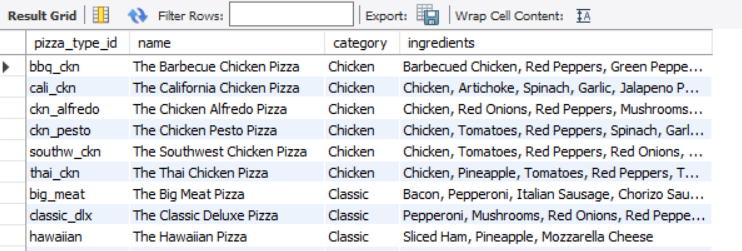 Result Grid Filter Rows: Export: Wrap Cell Content:
pizza_type_id name category ingredients
bbq_ckn The Barbecue Chicken Pizza Chicken Barbecued Chicken, Red Peppers, Green Peppe...
cali_ckn The California Chicken Pizza Chicken Chicken, Artichoke, Spinach, Garlic, Jalapeno P...
ckn_alfredo The Chicken Alfredo Pizza Chicken Chicken, Red Onions, Red Peppers, Mushrooms...
ckn_pesto The Chicken Pesto Pizza Chicken Chicken, Tomatoes, Red Peppers, Spinach, Garl...
southw_ckn The Southwest Chicken Pizza Chicken Chicken, Tomatoes, Red Peppers, Red Onions, ...
thai_ckn The Thai Chicken Pizza Chicken Chicken, Pineapple, Tomatoes, Red Peppers, T...
big_meat The Big Meat Pizza Classic Bacon, Pepperoni, Italian Sausage, Chorizo Sau...
classic_dlx The Classic Deluxe Pizza Classic Pepperoni, Mushrooms, Red Onions, Red Peppe...
hawaiian The Hawaiian Pizza Classic Sliced Ham, Pineapple, Mozzarella Cheese